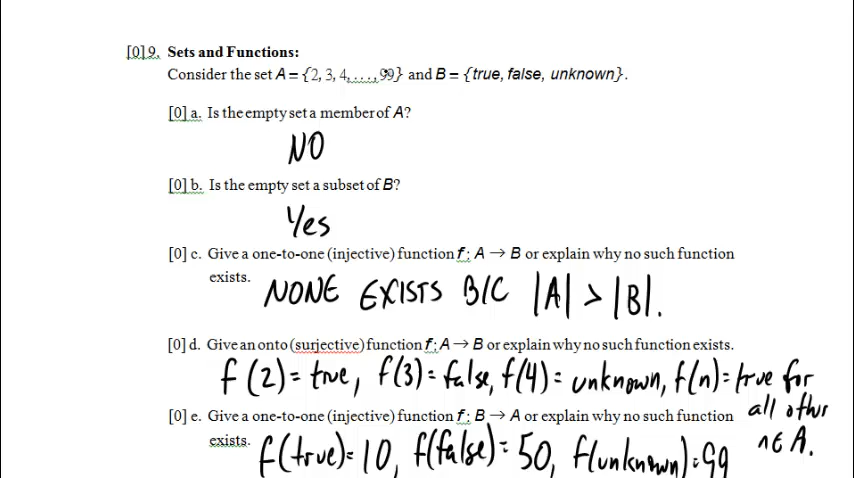 [0]9. Sets and Functions:
Consider the set A = {2, 3, 4,…..,99} and B = {true, false, unknown}.
[0] a. Is the empty set a member of A?
NO
[0] b. Is the empty set a subset of B?
Yes
[0] c. Give a one-to-one (injective) function f : A → B or explain why no such function
exists.
NONE EXISTS B/C |A| > |B|.
[0] d. Give an onto (surjective) function f : A → B or explain why no such function exists.
f(2) = true, f(3) = false, f(4) = unknown, f(n) = true for
all other
n ∈ A.
[0] e. Give a one-to-one (injective) function f : B → A or explain why no such function
exists.
f(true) = 10, f(false) = 50, f(unknown) = 99